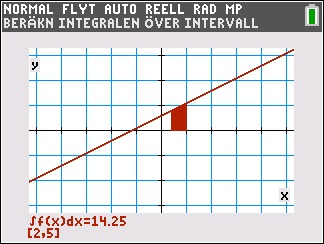 NORMAL FLYT AUTO REELL RAD MP
BERÄKN INTEGRALEN ÖVER INTERVALL
y
x
∫f(x)dx=14.25
[2,5]